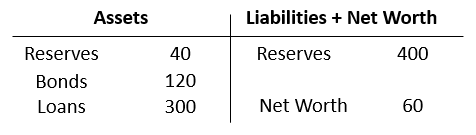 Assets Liabilities + Net Worth
Reserves 40 Reserves 400
Bonds 120
Loans 300 Net Worth 60